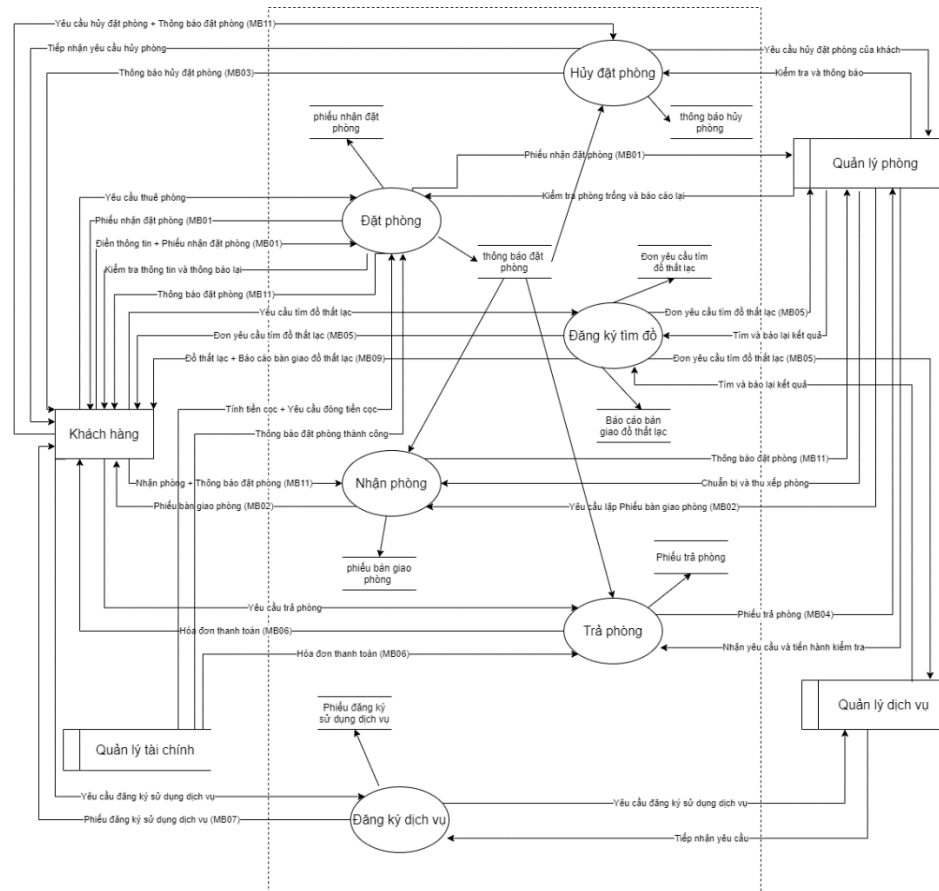 Yêu cầu hủy đặt phòng + Thông báo đặt phòng (MB11)
Tiếp nhận yêu cầu hủy phòng
Thông báo hủy đặt phòng (MB03)
Hủy đặt phòng
Yêu cầu hủy đặt phòng của khách
Kiểm tra và thông báo
thông báo hủy
phòng
phiếu nhận đặt
phòng
Phiếu nhận đặt phòng (MB01)
Quản lý phòng
Yêu cầu thuê phòng
Kiểm tra phòng trống và báo cáo lại
Đặt phòng
Phiếu nhận đặt phòng (MB01
Điền thông tin + Phiếu nhận đặt phòng (MB01)
Kiểm tra thông tin và thông báo lại
thông báo đặt
phòng
Đơn yêu cầu tìm
đồ thất lạc
Thông báo đặt phòng (MB11)
Yêu cầu tìm đồ thất lạc
Đơn yêu cầu tìm đồ thất lạc (MB05)
Đơn yêu cầu tìm đồ thất lạc (MB05)
Đăng ký tìm đồ
Tìm và báo lại kết quả
Đồ thất lạc + Báo cáo bàn giao đồ thất lạc (MB09)
Đơn yêu cầu tìm đồ thất lạc (MB05)
Tìm và báo lại kết quả
Tính tiền cọc + Yêu cầu đóng tiền cọc
Báo cáo bàn
giao đồ thất lạc
Khách hàng
Thông báo đặt phòng thành công
Thông báo đặt phòng (MB11)
Nhận phòng + Thông báo đặt phòng (MB11)
Nhận phòng
Chuẩn bị và thu xếp phòng
Phiếu bàn giao phòng (MB02)
Yêu cầu lập Phiếu bàn giao phòng (MB02)
phiếu bàn giao
phòng
Phiếu trả phòng
Yêu cầu trả phòng
Phiếu trả phòng (MB04)
Hóa đơn thanh toán (MB06)
Trả phòng
Hóa đơn thanh toán (MB06)
Nhận yêu cầu và tiến hành kiểm tra
Quản lý dịch vụ
Phiếu đăng ký
sử dụng dịch vụ
Quản lý tài chính
Yêu cầu đăng ký sử dụng dịch vụ
Yêu cầu đăng ký sử dụng dịch vụ
Phiếu đăng ký sử dụng dịch vụ (MB07)
Đăng ký dịch vụ
Tiếp nhận yêu cầu